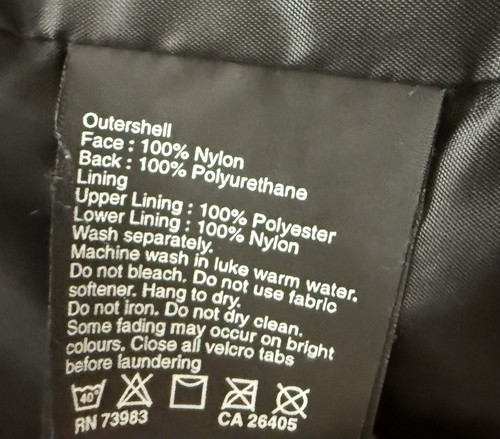 Outershell
Face : 100% Nylon
Back : 100% Polyurethane
Lining
Upper Lining : 100% Polyester
Lower Lining : 100% Nylon
Wash separately.
Machine wash in luke warm water.
Do not bleach. Do not use fabric
softener. Hang to dry.
Do not iron. Do not dry clean.
Some fading may occur on bright
colours. Close all velcro tabs
before laundering
40°
RN 73983 CA 26405